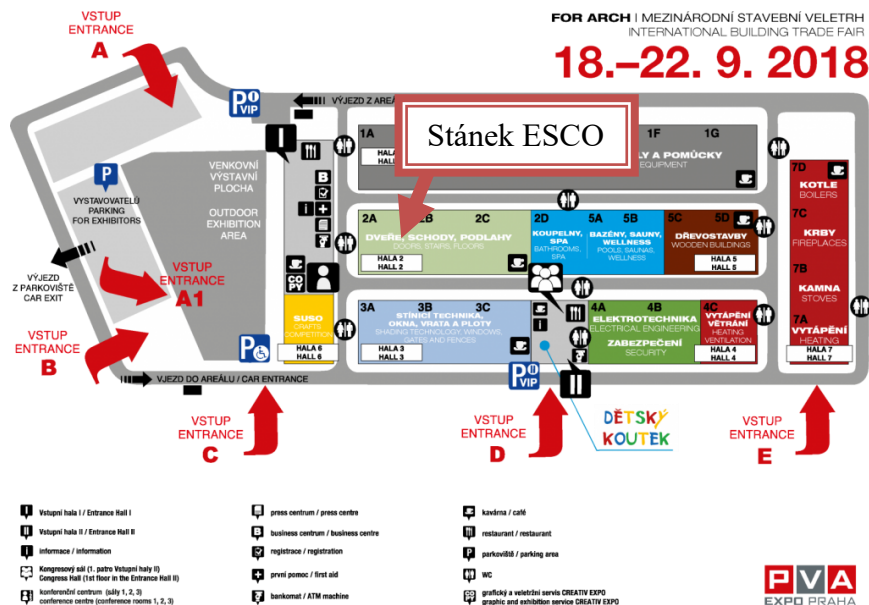 FOR ARCH | MEZINÁRODNÍ STAVEBNÍ VELETRH
INTERNATIONAL BUILDING TRADE FAIR
18.–22. 9. 2018
VSTUP
ENTRANCE
A
P VIP
VÝJEZD Z AREÁ
Stánek ESCO
1A
HALA
HALL
1F
1G
LY A POMŮCKY
EQUIPMENT
P
VYSTAVOVATELÉ
PARKING
FOR EXHIBITORS
VENKOVNÍ
VÝSTAVNÍ
PLOCHA
OUTDOOR
EXHIBITION
AREA
I
B
i
COPY
2A
2B
2C
DVEŘE, SCHODY, PODLAHY
DOORS, STAIRS, FLOORS
HALA 2
HALL 2
2D
KOUPELNY,
SPA
BATHROOMS,
SPA
5A
5B
BAZÉNY, SAUNY,
WELLNESS
POOLS, SAUNAS,
WELLNESS
5C
5D
DŘEVOSTAVBY
WOODEN BUILDINGS
HALA 5
HALL 5
7D
KOTLE
BOILERS
7C
KRBY
FIREPLACES
7B
KAMNA
STOVES
7A
VYTÁPĚNÍ
HEATING
HALA 7
HALL 7
VÝJEZD
Z PARKOVIŠTĚ
CAR EXIT
VSTUP
ENTRANCE
A1
VSTUP
ENTRANCE
B
P
SUSO
CRAFTS
COMPETITION
HALA 6
HALL 6
3A
3B
3C
STÍNÍCÍ TECHNIKA,
OKNA, VRATA A PLOTY
SHADING TECHNOLOGY, WINDOWS,
GATES AND FENCES
HALA 3
HALL 3
i
4A
4B
ELEKTROTECHNIKA
ELECTRICAL ENGINEERING
ZABEZPEČENÍ
SECURITY
4C
VYTÁPĚNÍ
VĚTRÁNÍ
HEATING
VENTILATION
HALA 4
HALL 4
VJEZD DO AREÁLU / CAR ENTRANCE
P VIP
II
DĚTSKÝ
KOUTEK
VSTUP
ENTRANCE
C
VSTUP
ENTRANCE
D
VSTUP
ENTRANCE
E
Vstupní hala I / Entrance Hall I
Vstupní hala II / Entrance Hall II
informace / information
Kongresový sál (1. patro Vstupní haly II)
Congress Hall (1st floor in the Entrance Hall II)
konferenční centrum (sály 1, 2, 3)
conference centre (conference rooms 1, 2, 3)
press centrum / press centre
business centrum / business centre
registrace / registration
první pomoc / first aid
bankomat / ATM machine
kavárna / café
restaurant / restaurant
parkoviště / parking area
WC
grafický a veletržní servis CREATIV EXPO
graphic and exhibition service CREATIV EXPO
PVA
EXPO PRAHA